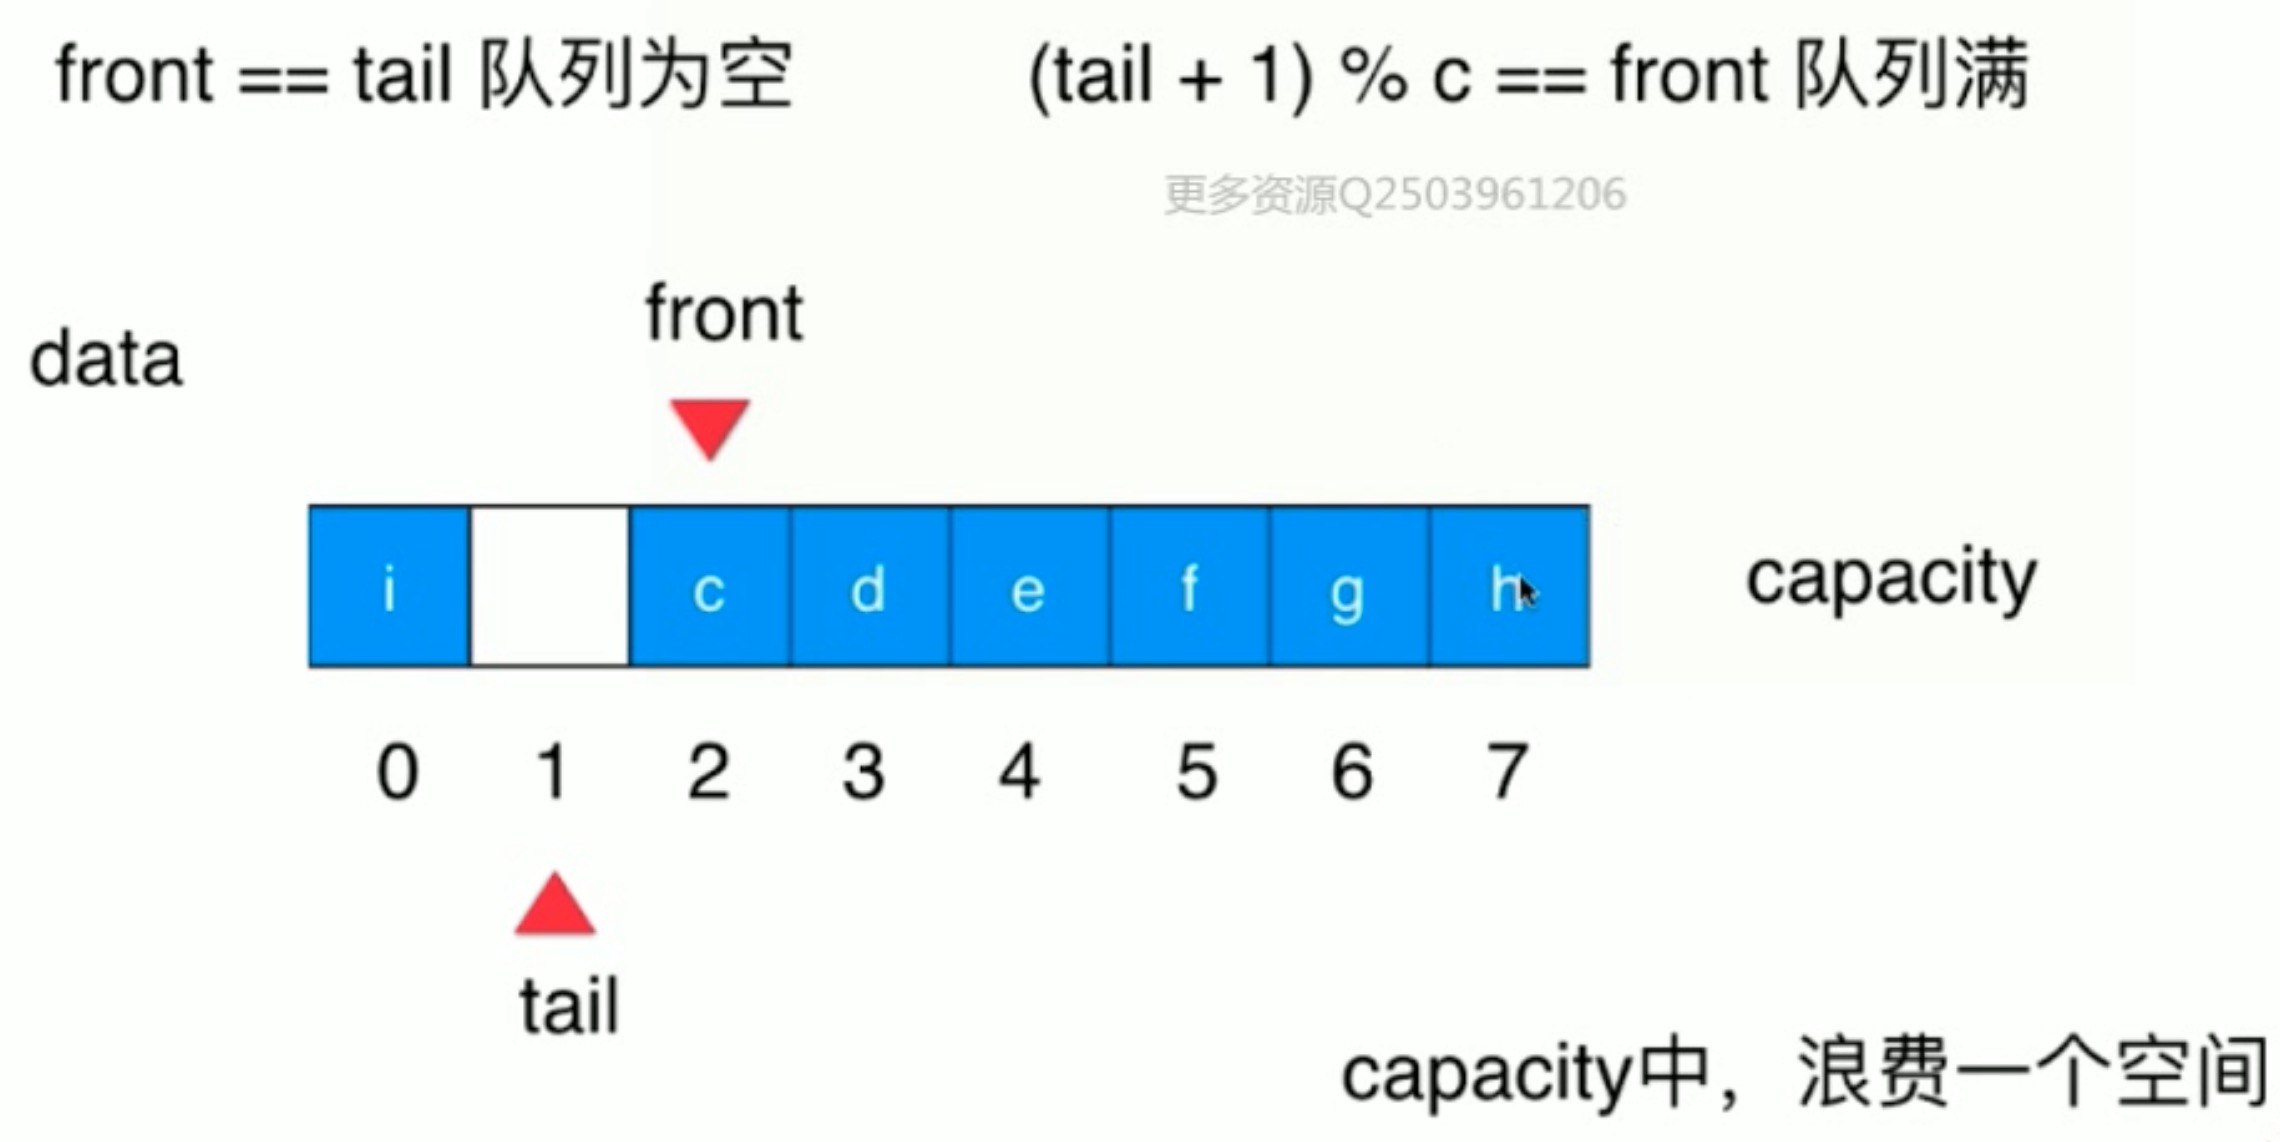 front == tail 队列为空
(tail + 1) % c == front 队列满
更多资源Q2503961206
front
data
i c d e f g h
capacity
0 1 2 3 4 5 6 7
tail
capacity中，浪费一个空间